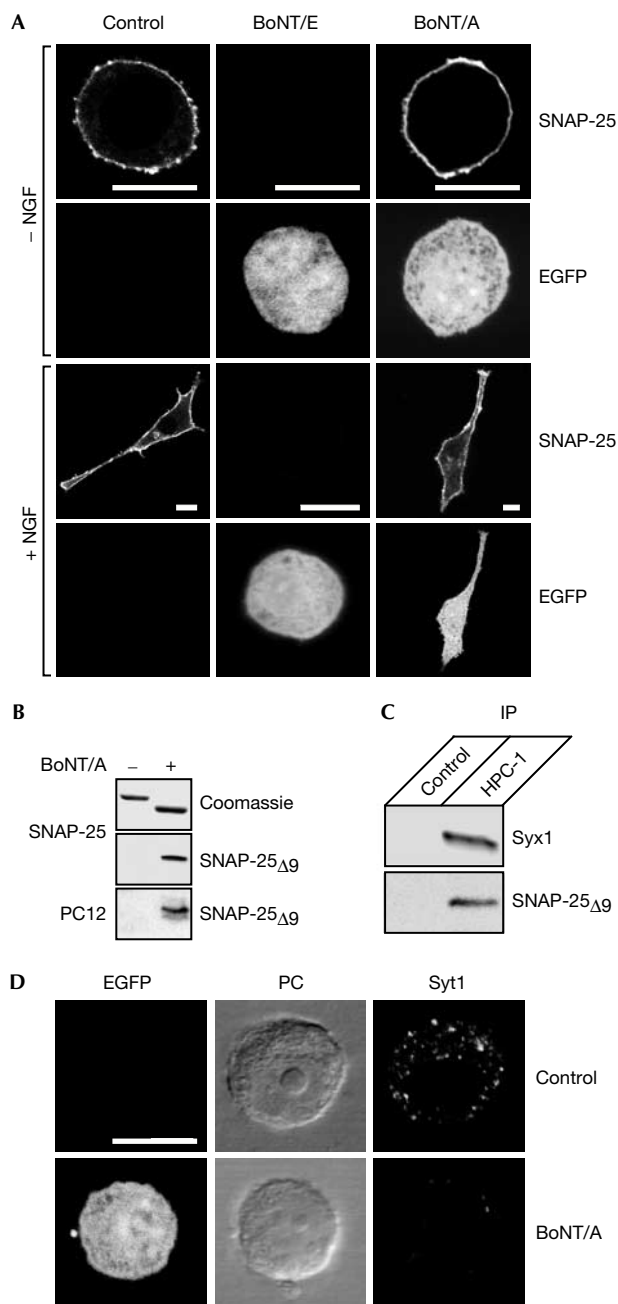 A
Control BoNT/E BoNT/A
SNAP-25
– NGF
EGFP
SNAP-25
+ NGF
EGFP
B
BoNT/A – +
Coomassie
SNAP-25
SNAP-25Δ9
PC12 SNAP-25Δ9
C IP
Control HPC-1
Syx1
SNAP-25Δ9
D EGFP PC Syt1
Control
BoNT/A